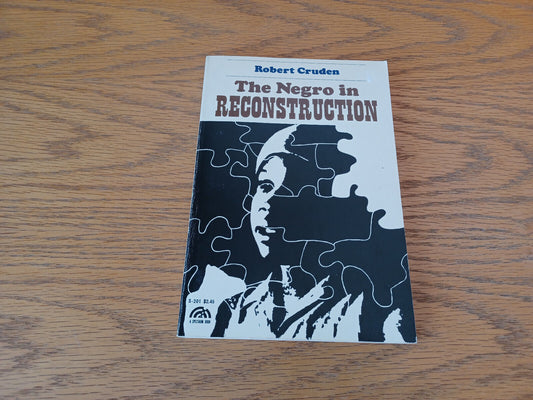 Robert Cruden
The Negro in
RECONSTRUCTION
S-201 $2.45
A SPECTRUM BOOK